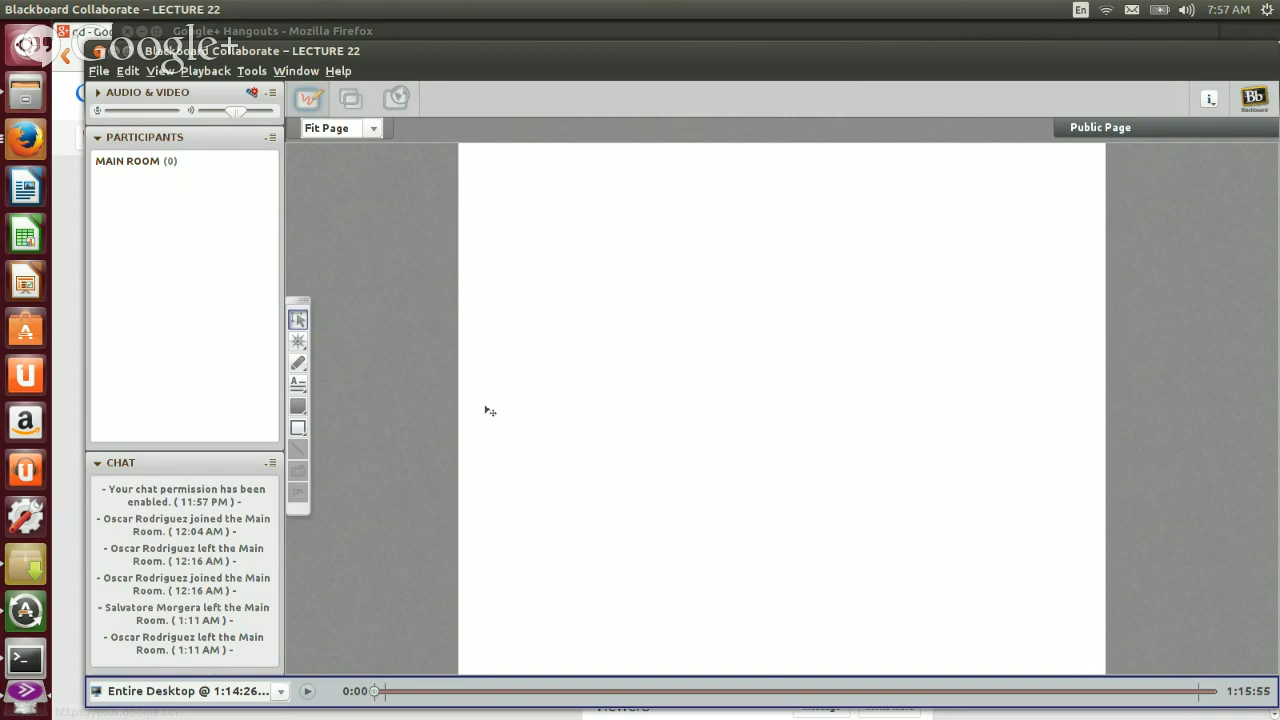 Blackboard Collaborate – LECTURE 22
En
7:57 AM
Google+ Hangouts - Mozilla Firefox
Google+
Blackboard Collaborate – LECTURE 22
File Edit View Playback Tools Window Help
AUDIO & VIDEO
Fit Page
Public Page
Bb
Blackboard
PARTICIPANTS
MAIN ROOM (0)
CHAT
- Your chat permission has been
enabled. ( 11:57 PM ) -
- Oscar Rodriguez joined the Main
Room. ( 12:04 AM ) -
- Oscar Rodriguez left the Main
Room. ( 12:16 AM ) -
- Oscar Rodriguez joined the Main
Room. ( 12:16 AM ) -
- Salvatore Morgera left the Main
Room. ( 1:11 AM ) -
- Oscar Rodriguez left the Main
Room. ( 1:11 AM ) -
Entire Desktop @ 1:14:26...
0:00
1:15:55